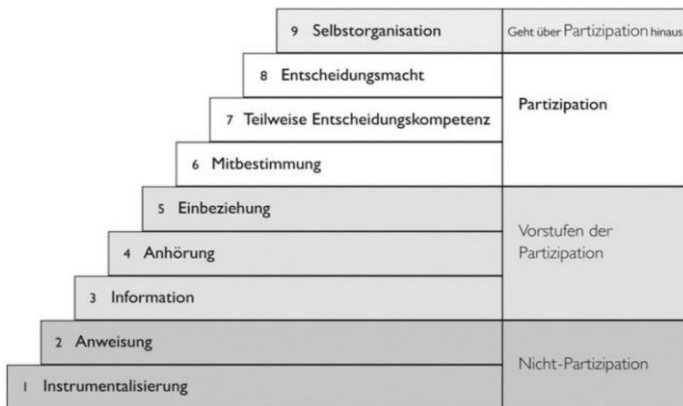 9 Selbstorganisation Geht über Partizipation hinaus
8 Entscheidungsmacht
7 Teilweise Entscheidungskompetenz
Partizipation
6 Mitbestimmung
5 Einbeziehung
4 Anhörung
Vorstufen der
Partizipation
3 Information
2 Anweisung
1 Instrumentalisierung
Nicht-Partizipation